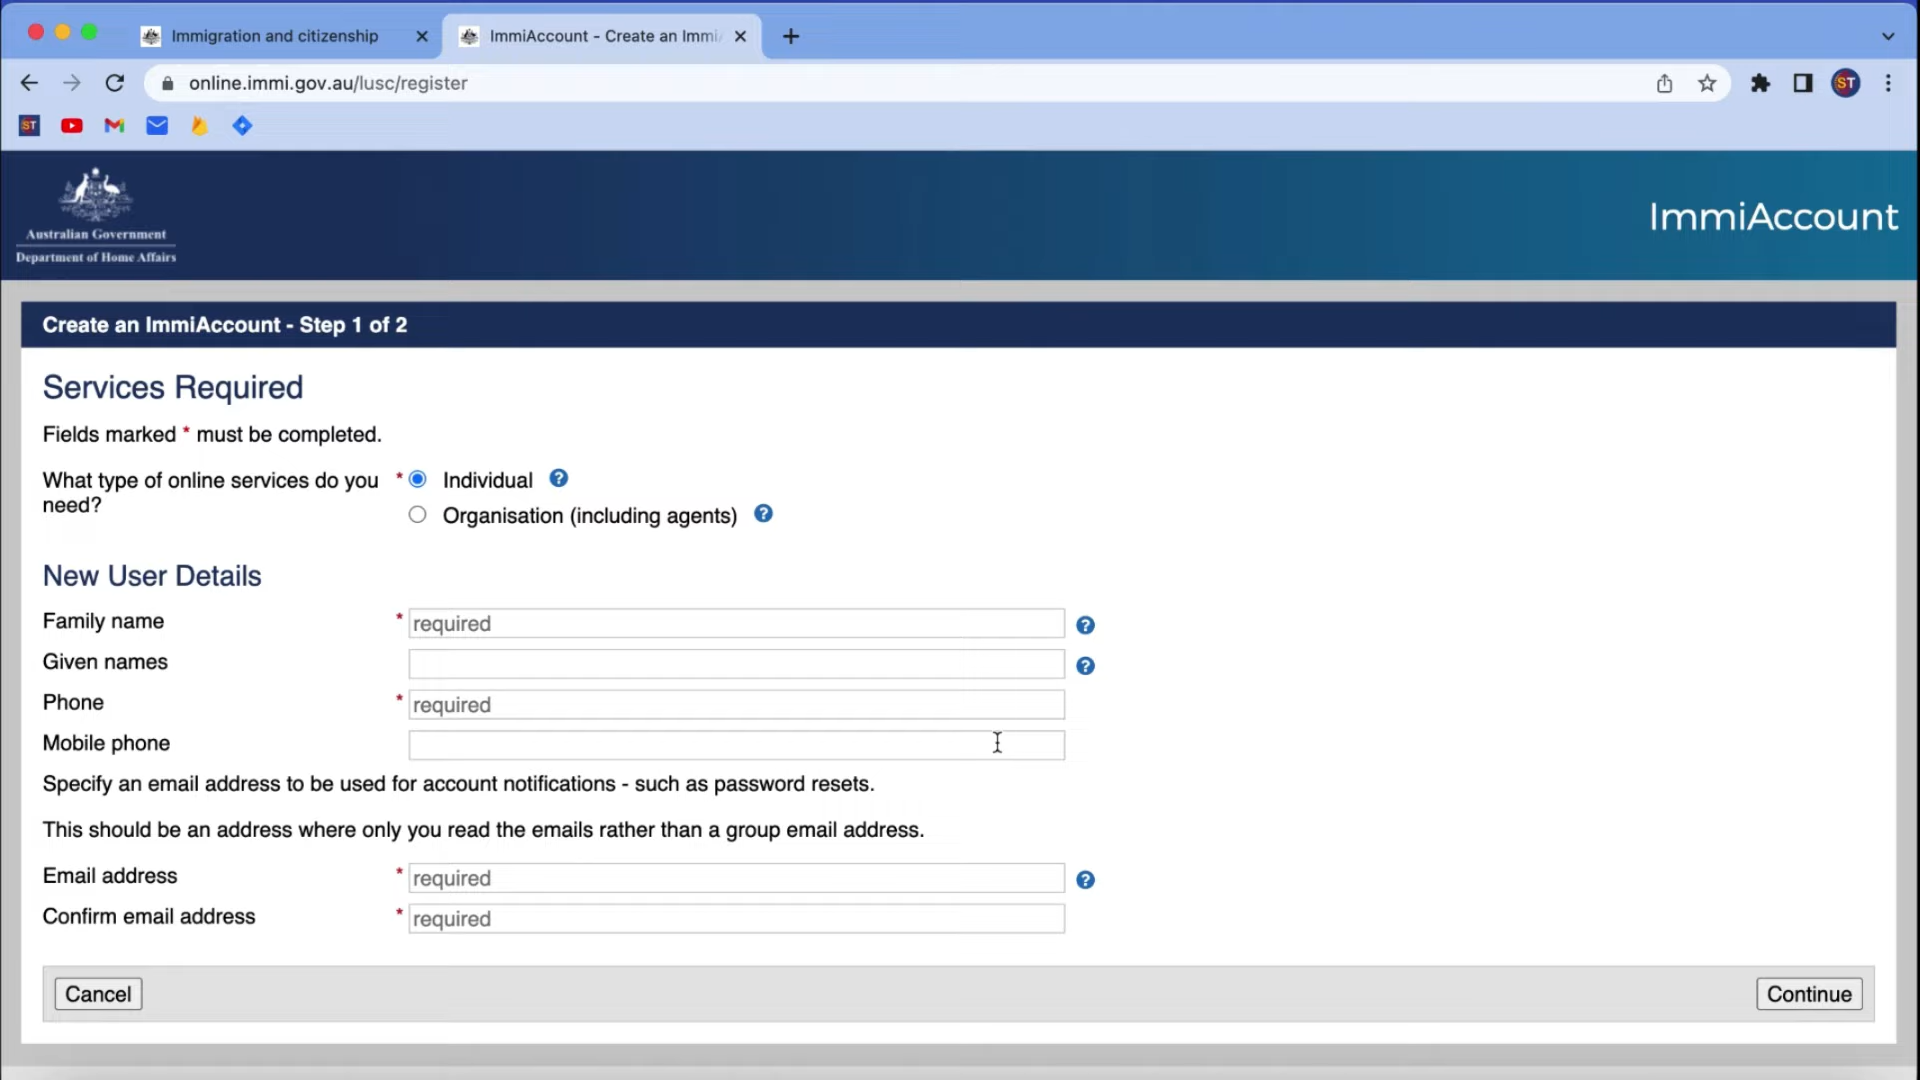 Immigration and citizenship
ImmiAccount - Create an Immi
online.immi.gov.au/lusc/register
ST
ST
Australian Government
Department of Home Affairs
ImmiAccount
Create an ImmiAccount - Step 1 of 2
Services Required
Fields marked * must be completed.
What type of online services do you need?
* Individual ?
Organisation (including agents) ?
New User Details
Family name * required ?
Given names ?
Phone * required
Mobile phone
Specify an email address to be used for account notifications - such as password resets.
This should be an address where only you read the emails rather than a group email address.
Email address * required ?
Confirm email address * required
Cancel Continue